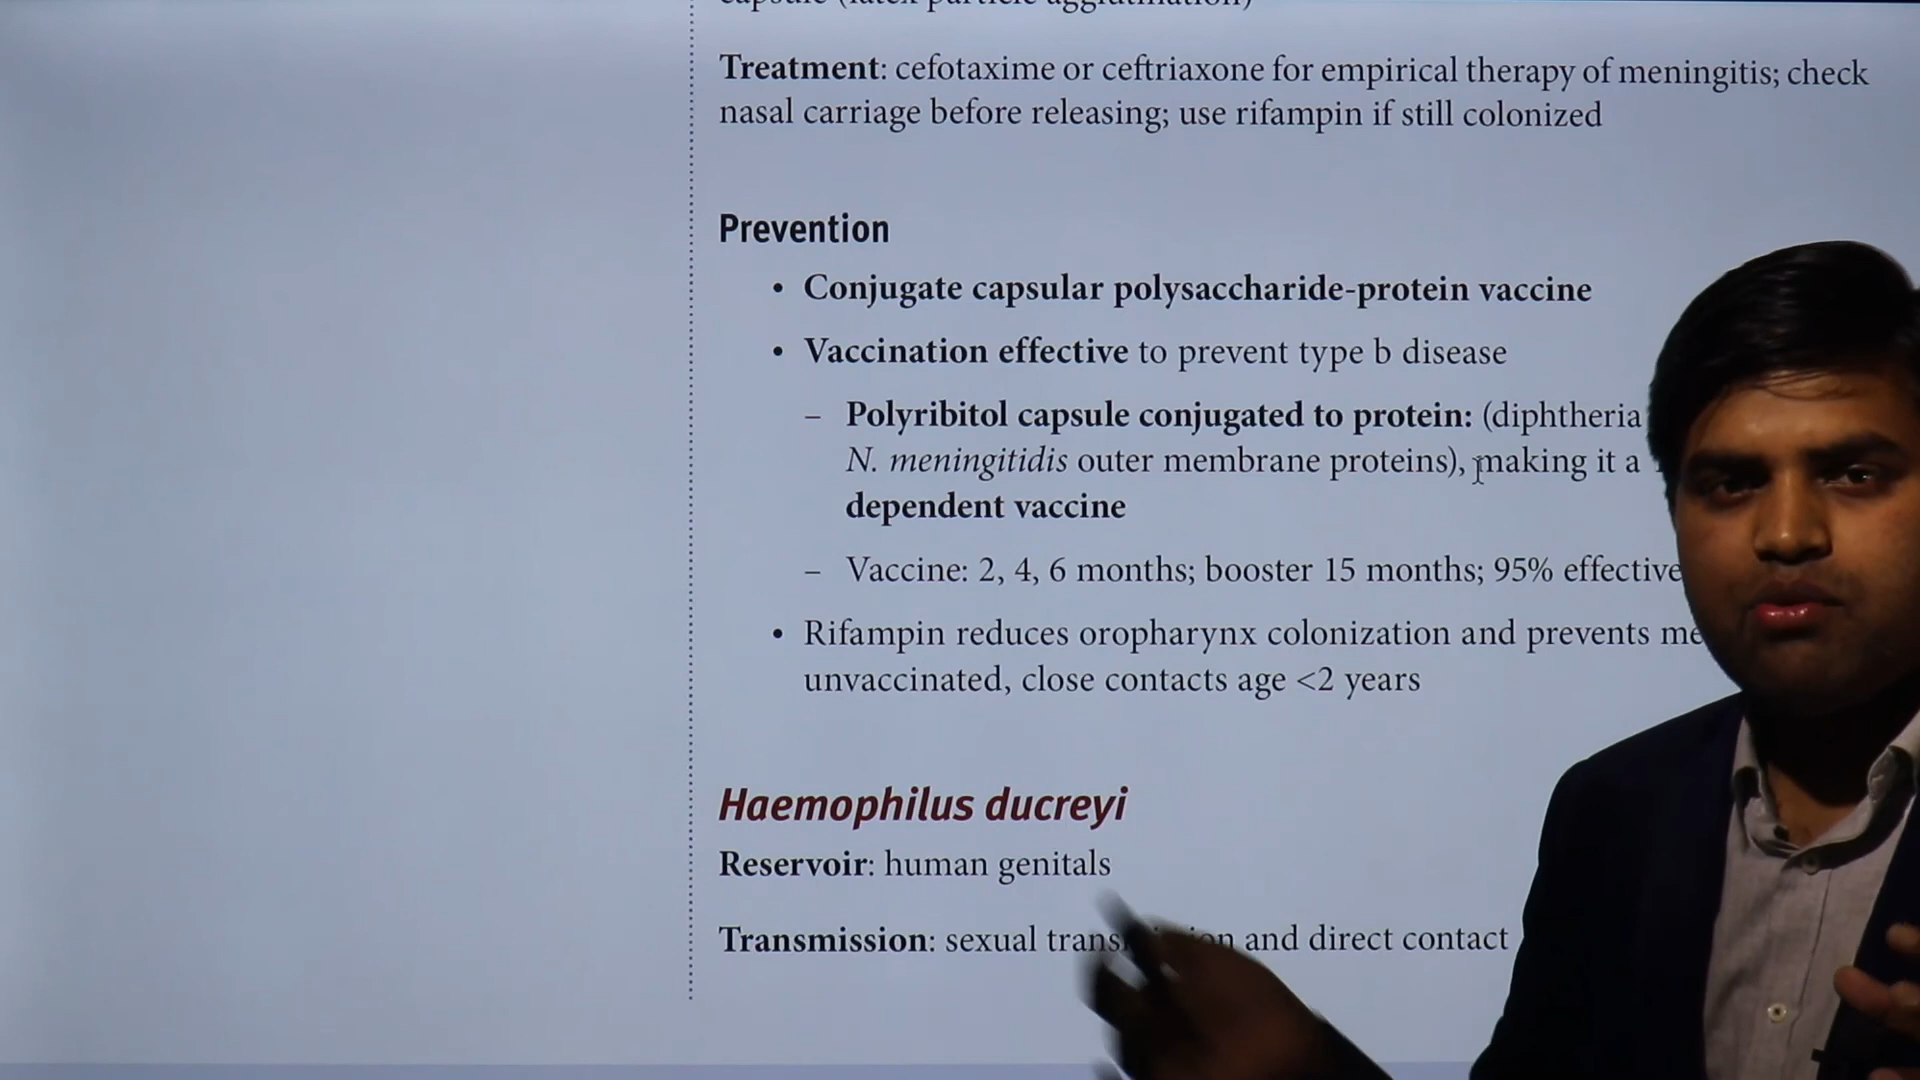 capsule (latex particle agglutination)
Treatment: cefotaxime or ceftriaxone for empirical therapy of meningitis; check
nasal carriage before releasing; use rifampin if still colonized
Prevention
• Conjugate capsular polysaccharide-protein vaccine
• Vaccination effective to prevent type b disease
– Polyribitol capsule conjugated to protein: (diphtheria
N. meningitidis outer membrane proteins), making it a
dependent vaccine
– Vaccine: 2, 4, 6 months; booster 15 months; 95% effective
• Rifampin reduces oropharynx colonization and prevents
unvaccinated, close contacts age <2 years
Haemophilus ducreyi
Reservoir: human genitals
Transmission: sexual and direct contact